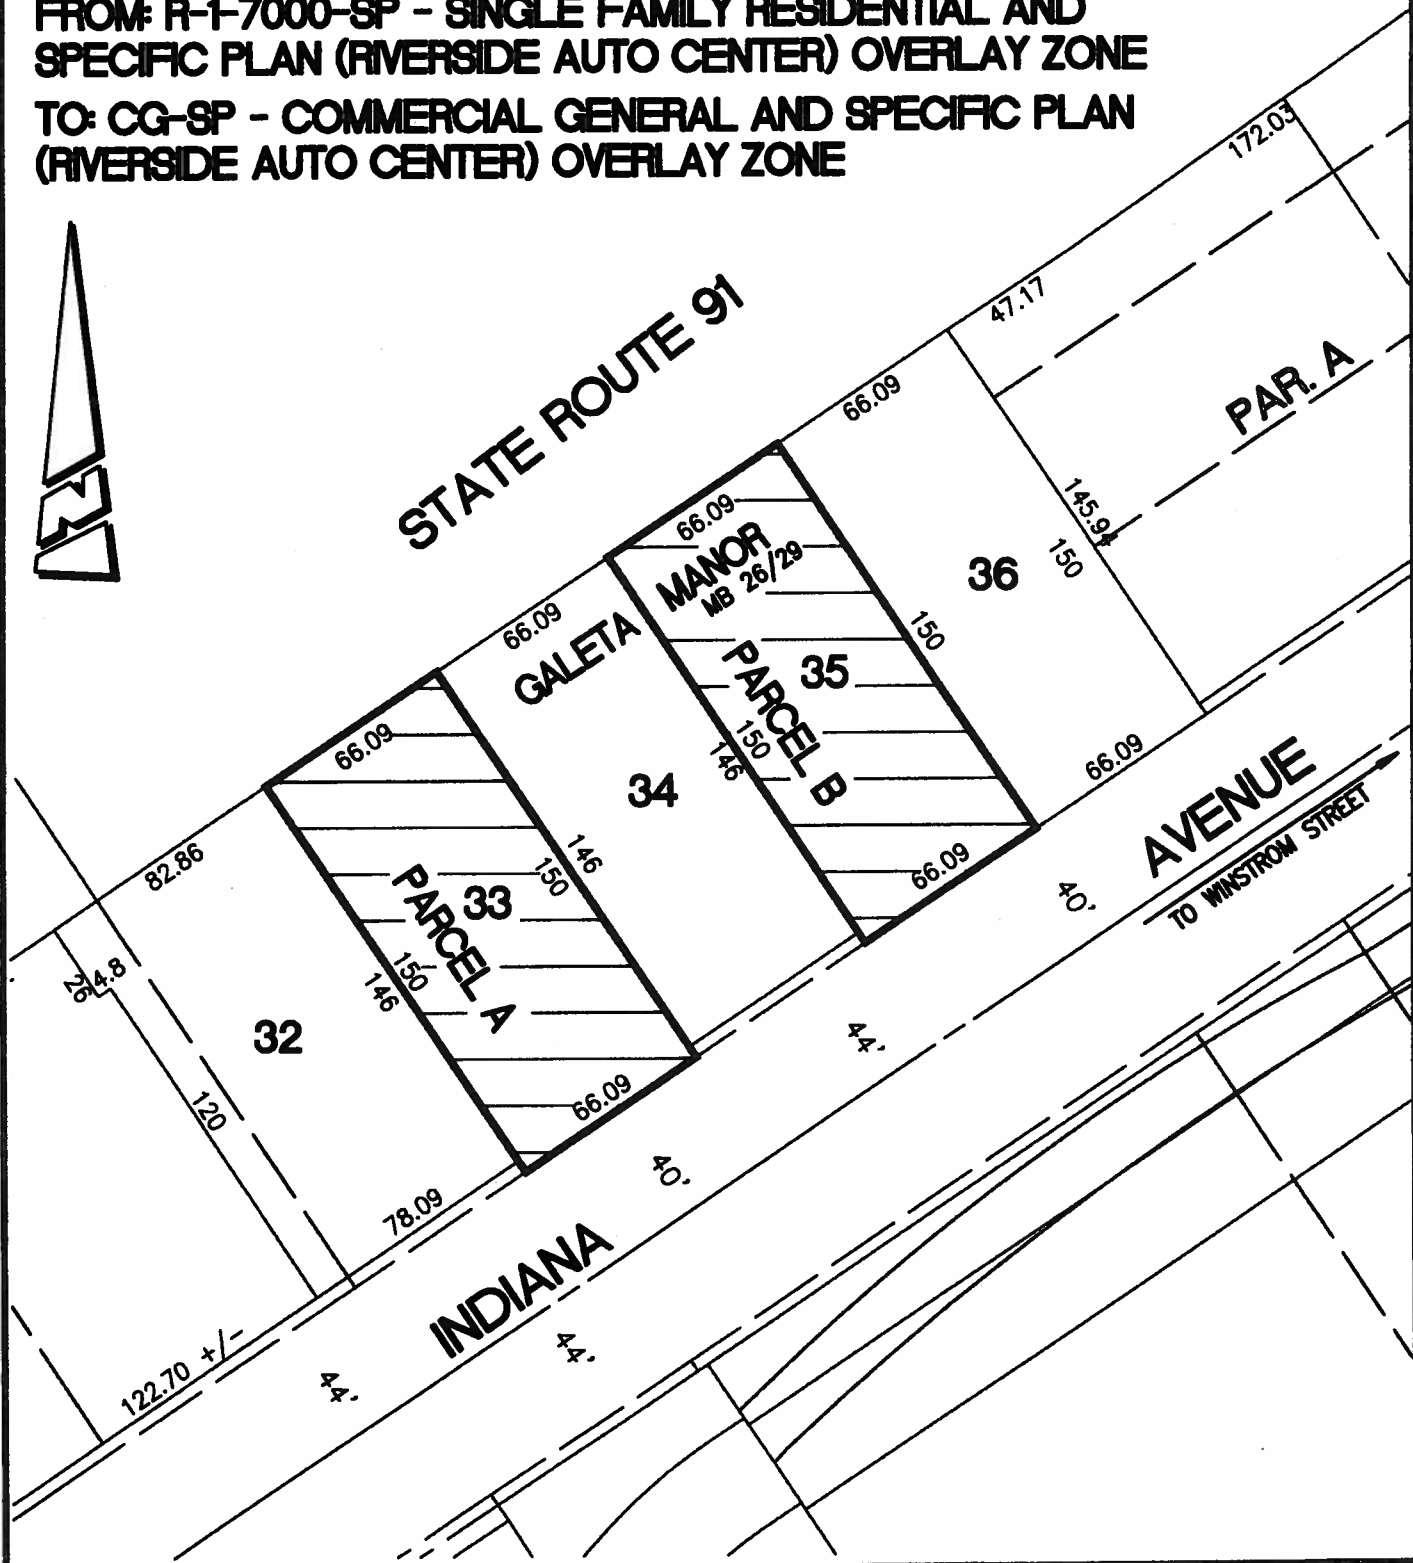 FROM: R-1-7000-SP - SINGLE FAMILY RESIDENTIAL AND
SPECIFIC PLAN (RIVERSIDE AUTO CENTER) OVERLAY ZONE
TO: CG-SP - COMMERCIAL GENERAL AND SPECIFIC PLAN
(RIVERSIDE AUTO CENTER) OVERLAY ZONE
172.03
N
STATE ROUTE 91
47.17
66.09
PAR. A
66.09
145.94
150
36
MANOR
MB 26/29
66.09
GALETA
150
35
PARCEL B
150
146
66.09
34
66.09
66.09
AVENUE
TO WINSTROM STREET
82.86
146
150
66.09
40'
33
PARCEL A
150
146
26
4.8
32
44'
120
66.09
40'
78.09
INDIANA
44'
44'
122.70 +/-